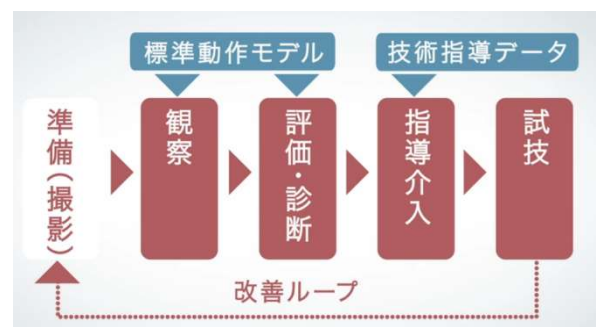 標準動作モデル
技術指導データ
準備(撮影)
観察
評価・診断
指導介入
試技
改善ループ